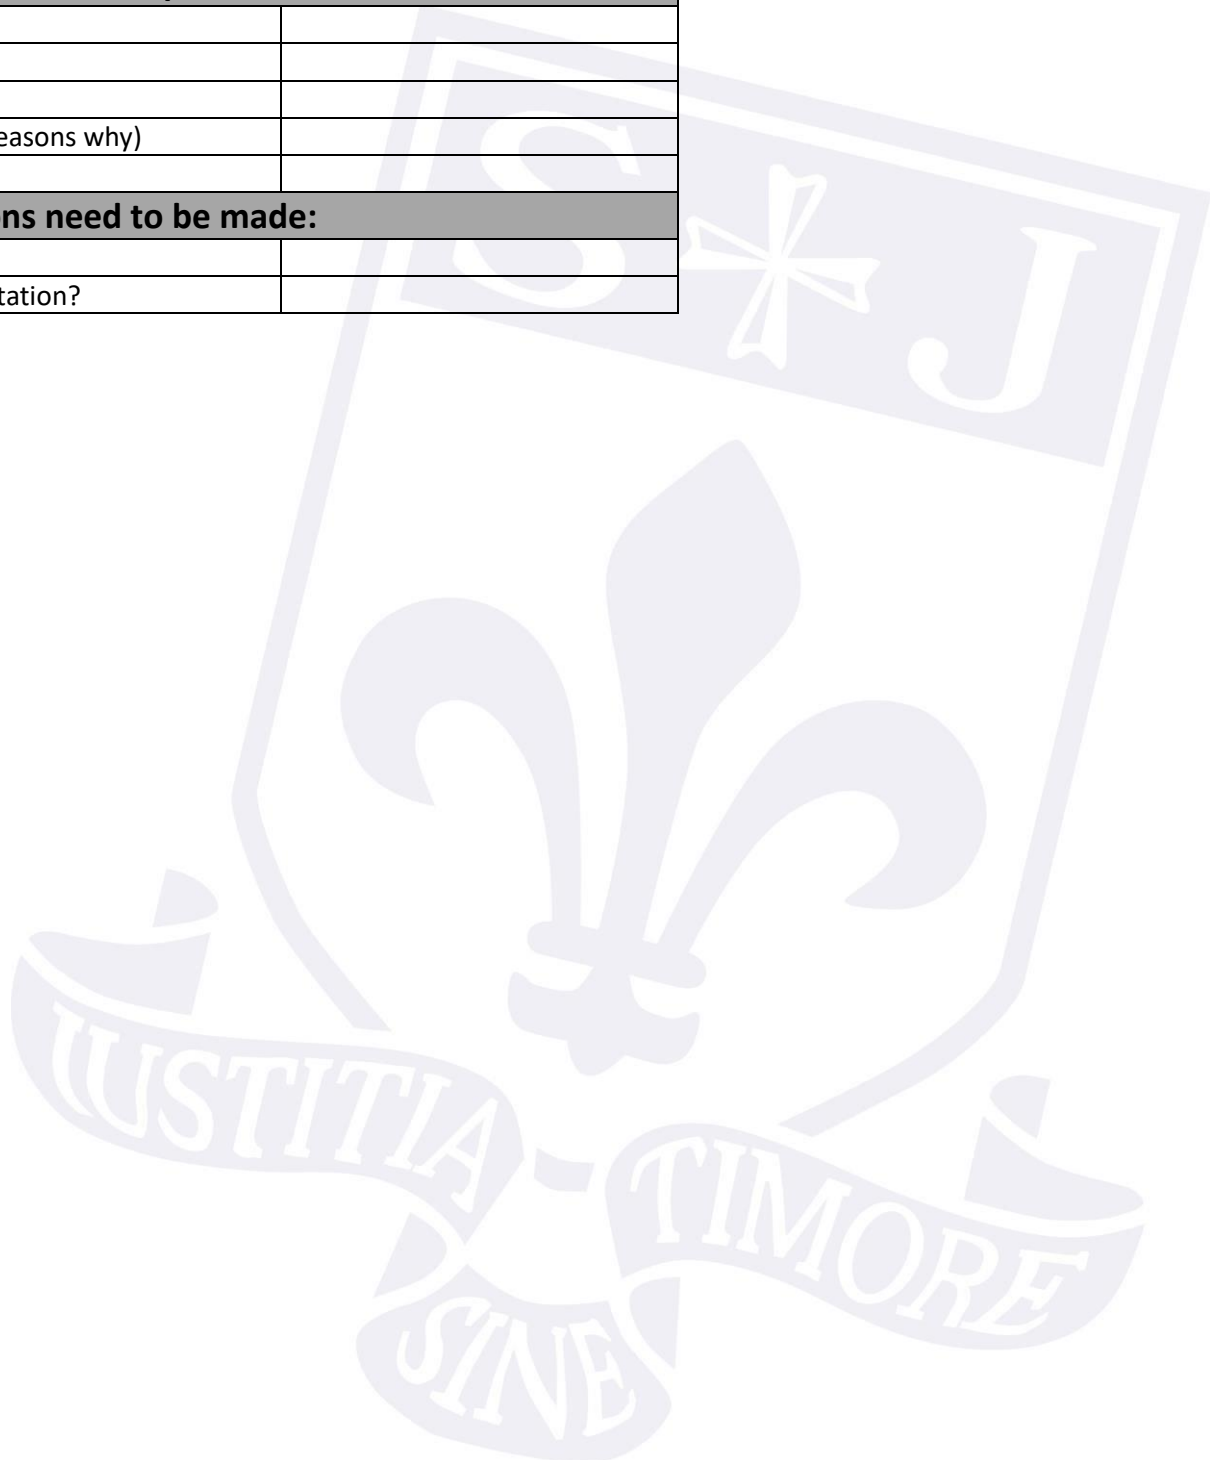 easons why)
ns need to be made:
tation?
S J
IUSTITIA
SINE
TIMORE